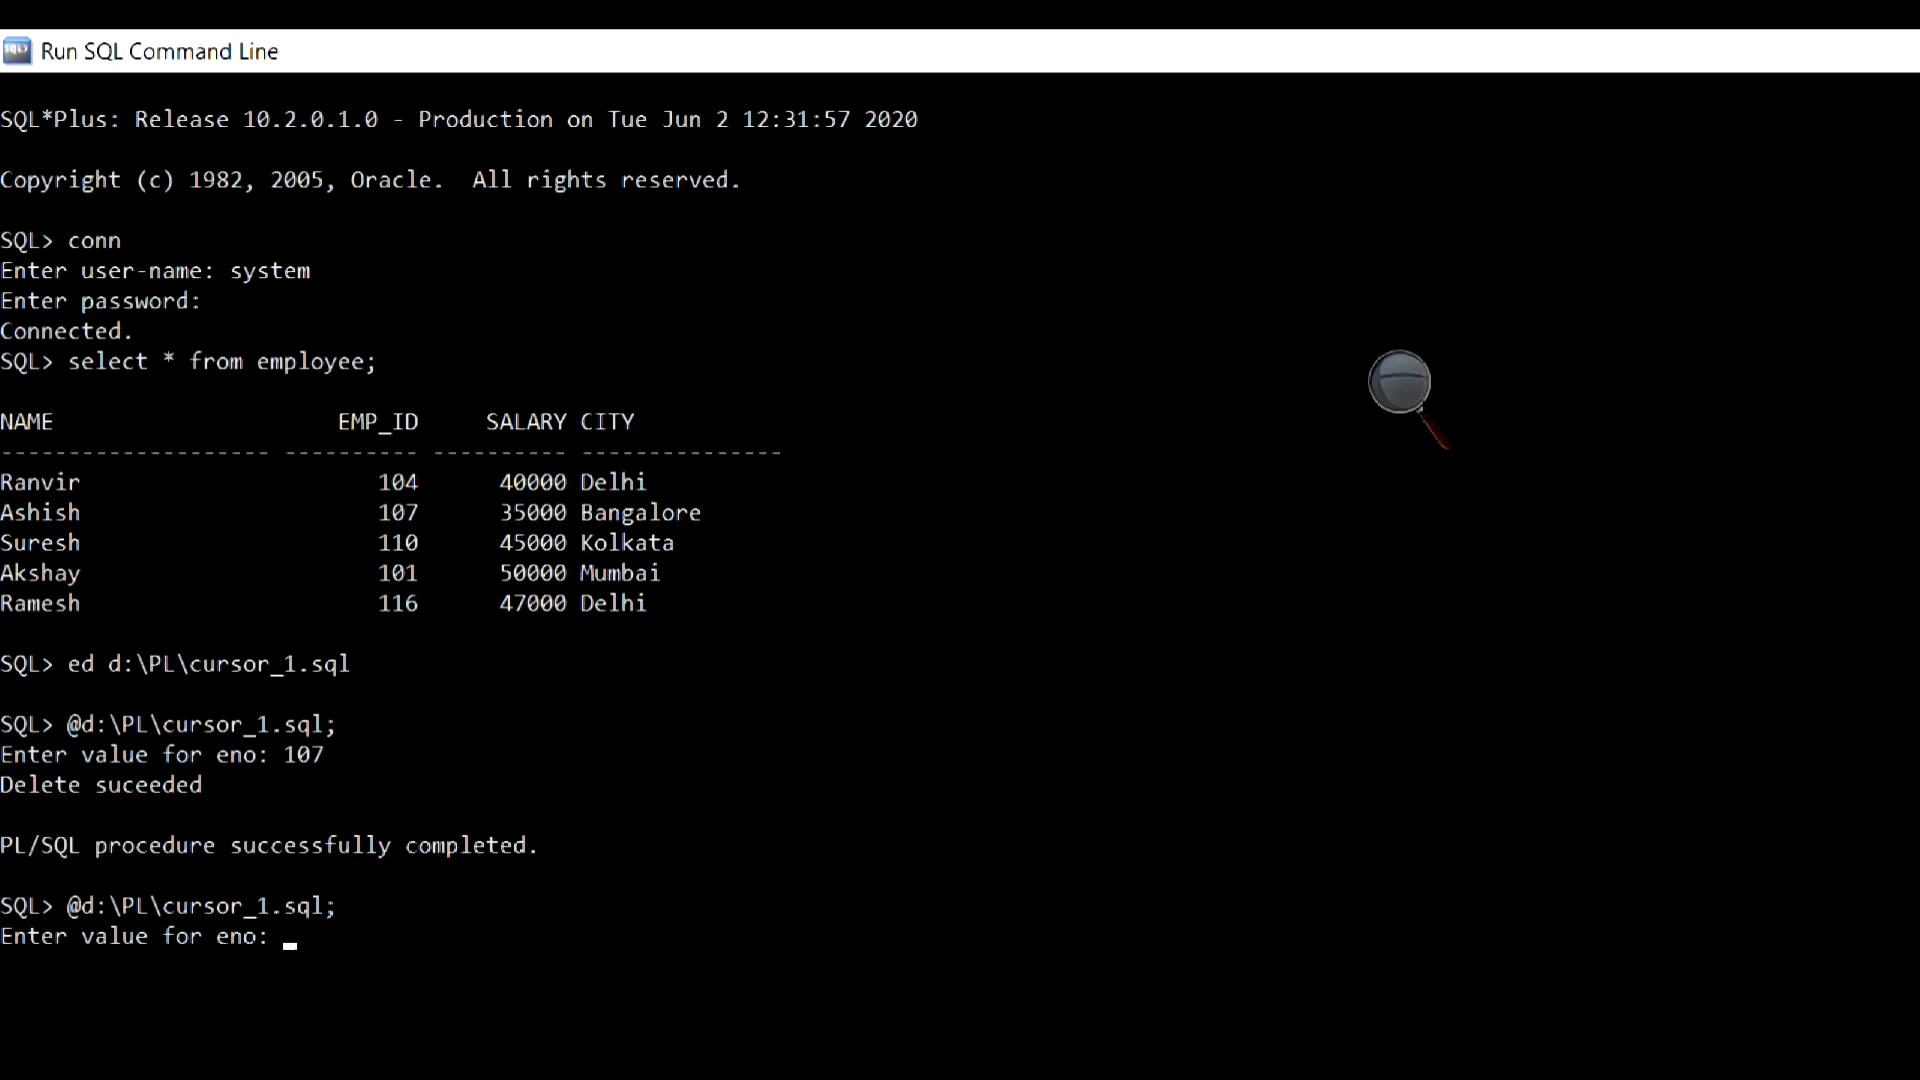 Run SQL Command Line
SQL*Plus: Release 10.2.0.1.0 - Production on Tue Jun 2 12:31:57 2020
Copyright (c) 1982, 2005, Oracle.  All rights reserved.
SQL> conn
Enter user-name: system
Enter password:
Connected.
SQL> select * from employee;
NAME                     EMP_ID     SALARY CITY
-------------------- ---------- ---------- ---------------
Ranvir                      104      40000 Delhi
Ashish                      107      35000 Bangalore
Suresh                      110      45000 Kolkata
Akshay                      101      50000 Mumbai
Ramesh                      116      47000 Delhi
SQL> ed d:\PL\cursor_1.sql
SQL> @d:\PL\cursor_1.sql;
Enter value for eno: 107
Delete suceeded
PL/SQL procedure successfully completed.
SQL> @d:\PL\cursor_1.sql;
Enter value for eno: